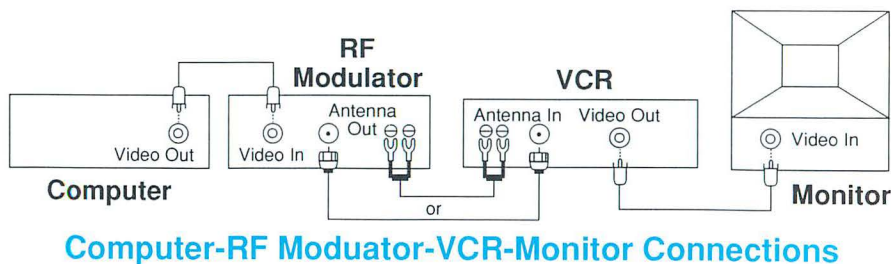 RF
Modulator
VCR
Antenna
Out
Antenna In
Video Out
Video Out
Video In
Video In
Computer
Monitor
or
Computer-RF Moduator-VCR-Monitor Connections